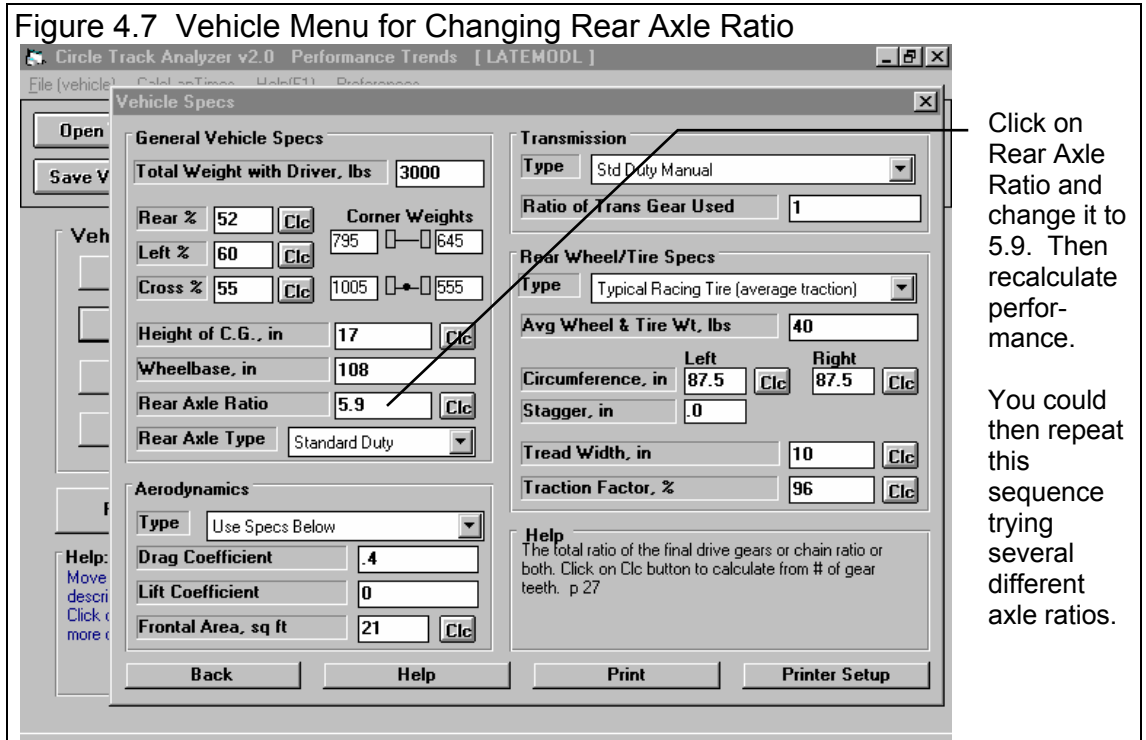 Figure 4.7 Vehicle Menu for Changing Rear Axle Ratio
Circle Track Analyzer v2.0 Performance Trends [ LATEMODL ]
File (vehicle) CalcLapTimes Help(F1) Preferences
Vehicle Specs
Open
Save V
Veh
Help:
Move
descri
Click
more
General Vehicle Specs
Total Weight with Driver, lbs 3000
Rear % 52 Clc Corner Weights
795 645
Left % 60 Clc
Cross % 55 Clc 1005 555
Height of C.G., in 17 Clc
Wheelbase, in 108
Rear Axle Ratio 5.9 Clc
Rear Axle Type Standard Duty
Aerodynamics
Type Use Specs Below
Drag Coefficient .4
Lift Coefficient 0
Frontal Area, sq ft 21 Clc
Transmission
Type Std Duty Manual
Ratio of Trans Gear Used 1
Rear Wheel/Tire Specs
Type Typical Racing Tire (average traction)
Avg Wheel & Tire Wt, lbs 40
Left Right
Circumference, in 87.5 Clc 87.5 Clc
Stagger, in .0
Tread Width, in 10 Clc
Traction Factor, % 96 Clc
Help
The total ratio of the final drive gears or chain ratio or
both. Click on Clc button to calculate from # of gear
teeth. p 27
Back Help Print Printer Setup
Click on
Rear Axle
Ratio and
change it to
5.9. Then
recalculate
perfor-
mance.
You could
then repeat
this
sequence
trying
several
different
axle ratios.